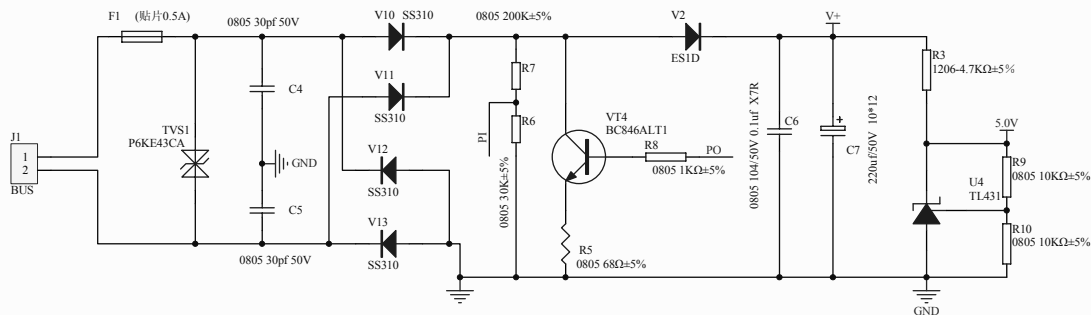 F1
(贴片0.5A)
0805 30pf 50V
V10
SS310
0805 200K±5%
V2
ES1D
V+
R3
1206-4.7KΩ±5%
C4
V11
SS310
R7
PI
R6
0805 30K±5%
VT4
BC846ALT1
R8
PO
0805 1KΩ±5%
0805 104/50V 0.1uf X7R
C6
+
C7
220uf/50V 10*12
5.0V
R9
0805 10KΩ±5%
U4
TL431
R10
0805 10KΩ±5%
J1
1
2
BUS
TVS1
P6KE43CA
GND
C5
V12
SS310
V13
SS310
0805 30pf 50V
R5
0805 68Ω±5%
GND